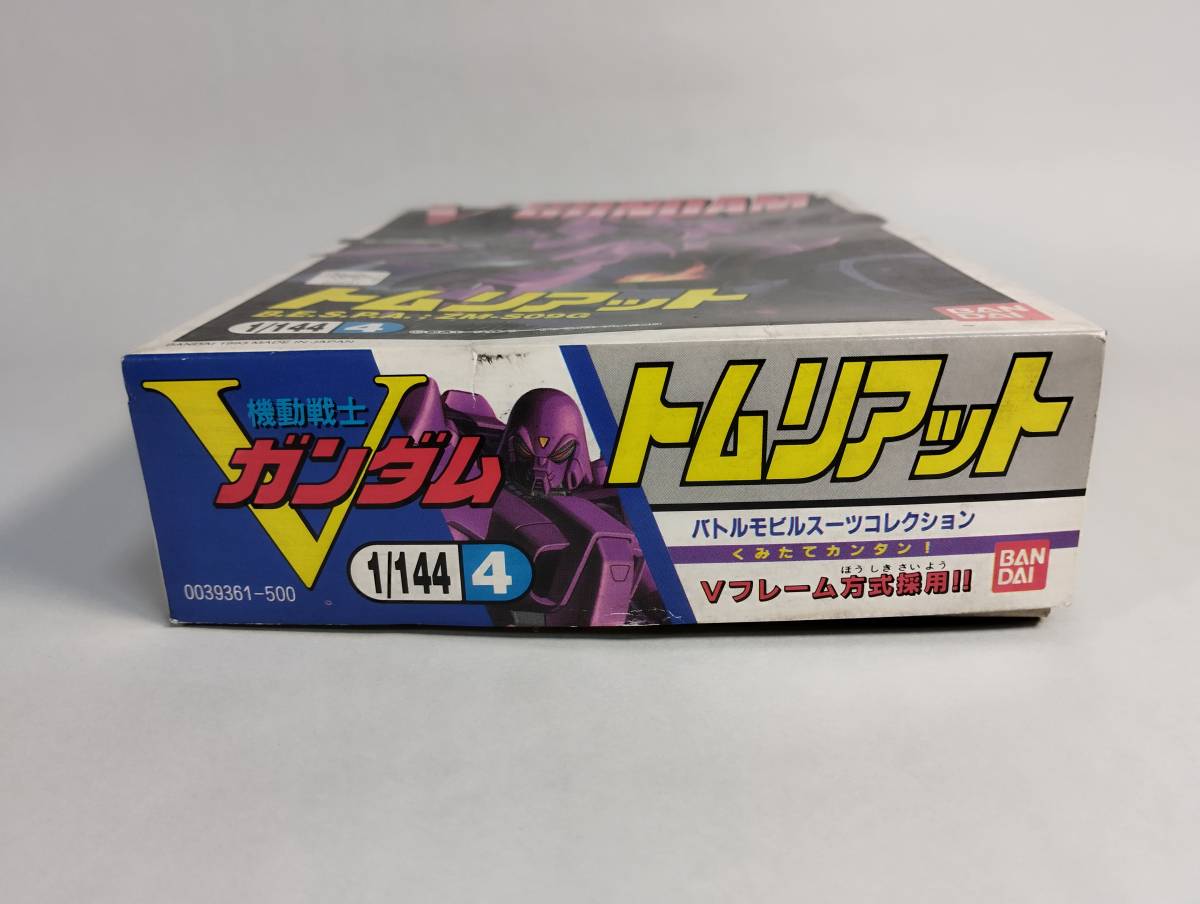 V GUNDAM
トムリアット
B.E.S.P.A.：ZM-S09G
1/144 4
BAN
DAI
BANDAI 1993 MADE IN JAPAN
V
機動戦士
ガンダム
トムリアット
バトルモビルスーツコレクション
くみたてカンタン！
ほうしきさいよう
Vフレーム方式採用!!
1/144 4
0039361-500
BAN
DAI